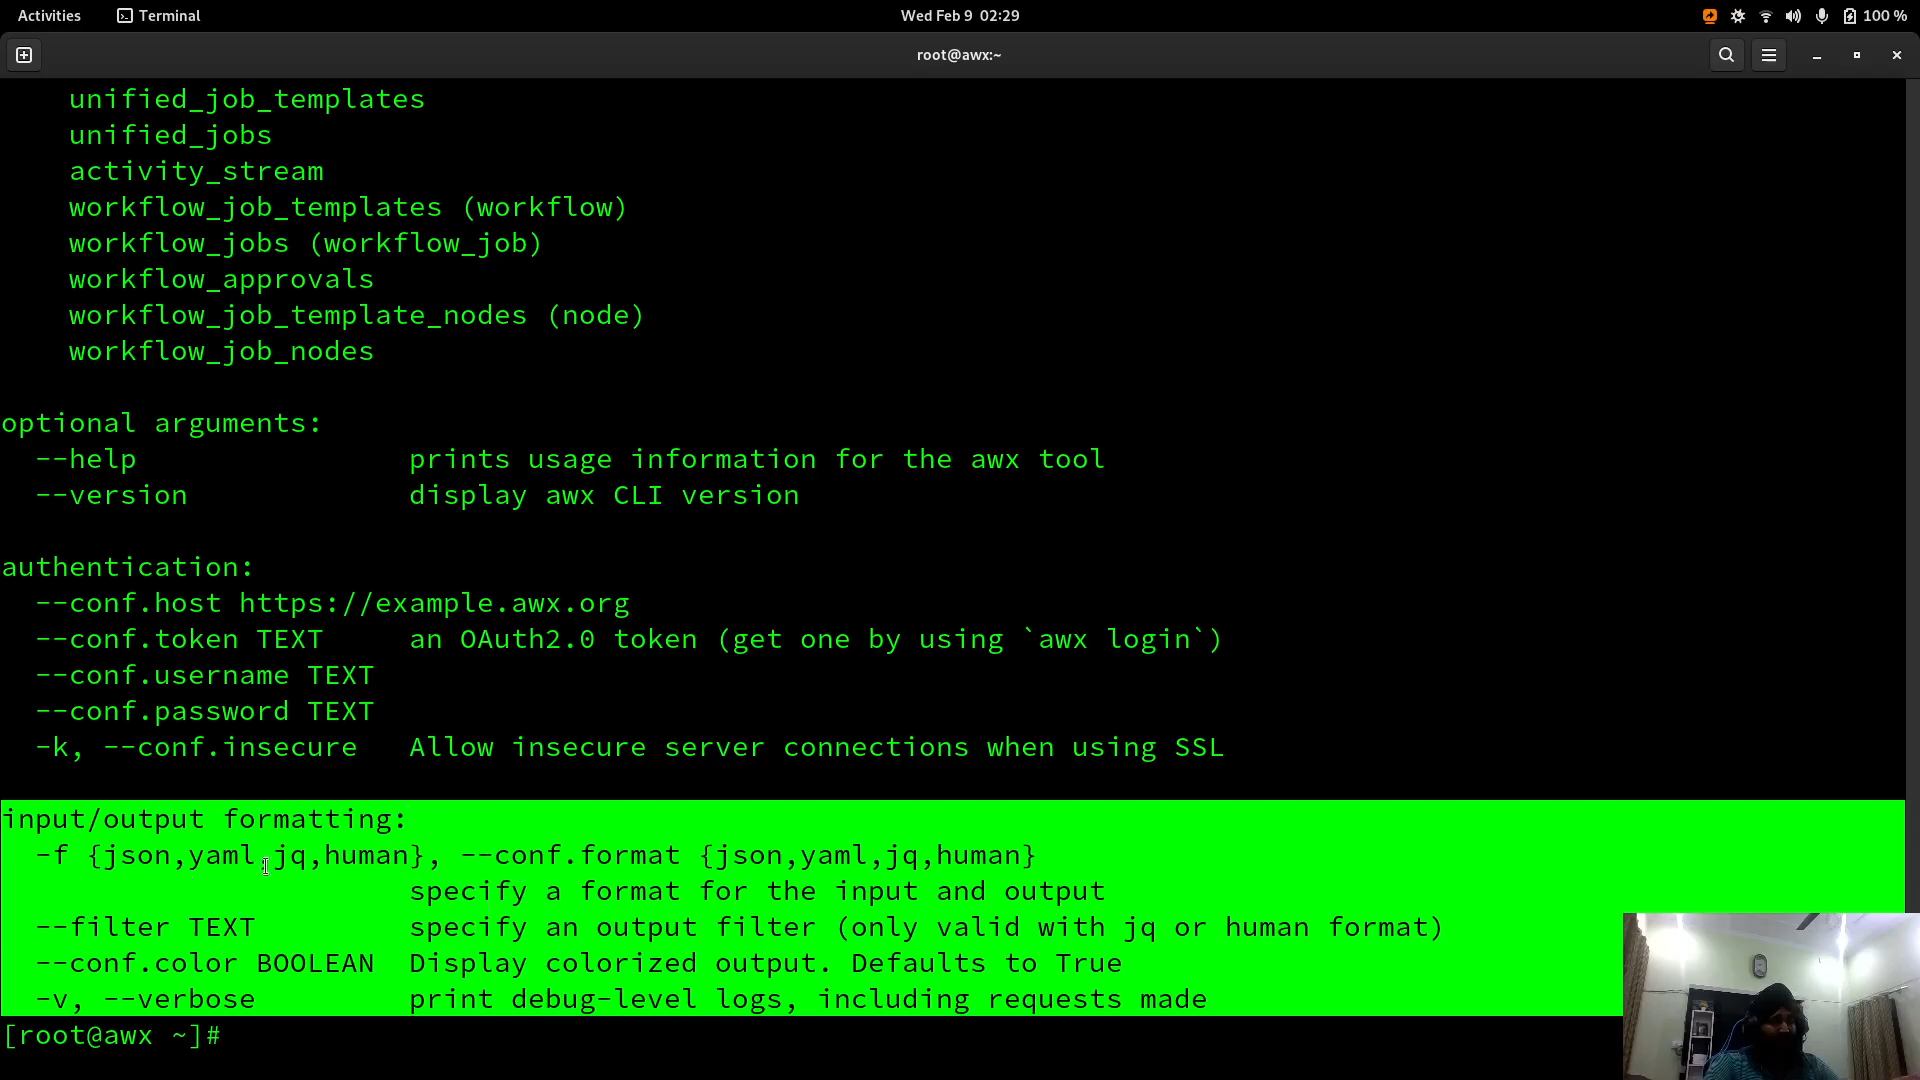 Activities Terminal Wed Feb 9 02:29 100 %
root@awx:~
unified_job_templates
unified_jobs
activity_stream
workflow_job_templates (workflow)
workflow_jobs (workflow_job)
workflow_approvals
workflow_job_template_nodes (node)
workflow_job_nodes
optional arguments:
--help prints usage information for the awx tool
--version display awx CLI version
authentication:
--conf.host https://example.awx.org
--conf.token TEXT an OAuth2.0 token (get one by using `awx login`)
--conf.username TEXT
--conf.password TEXT
-k, --conf.insecure Allow insecure server connections when using SSL
input/output formatting:
-f {json,yaml,jq,human}, --conf.format {json,yaml,jq,human}
specify a format for the input and output
--filter TEXT specify an output filter (only valid with jq or human format)
--conf.color BOOLEAN Display colorized output. Defaults to True
-v, --verbose print debug-level logs, including requests made
[root@awx ~]#